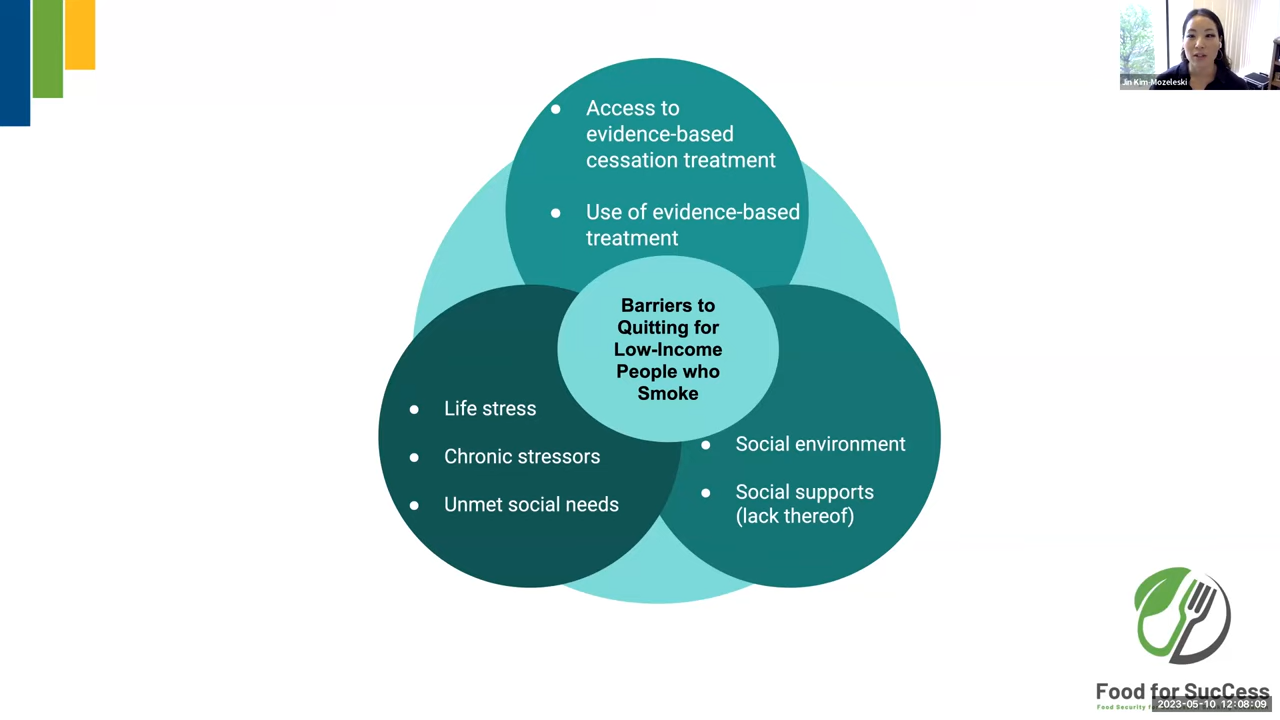 Jin Kim-Mozeleski
Access to
evidence-based
cessation treatment
Use of evidence-based
treatment
Barriers to
Quitting for
Low-Income
People who
Smoke
Life stress
Chronic stressors
Unmet social needs
Social environment
Social supports
(lack thereof)
Food for SucCess
Food Security
2023-05-10 12:08:09